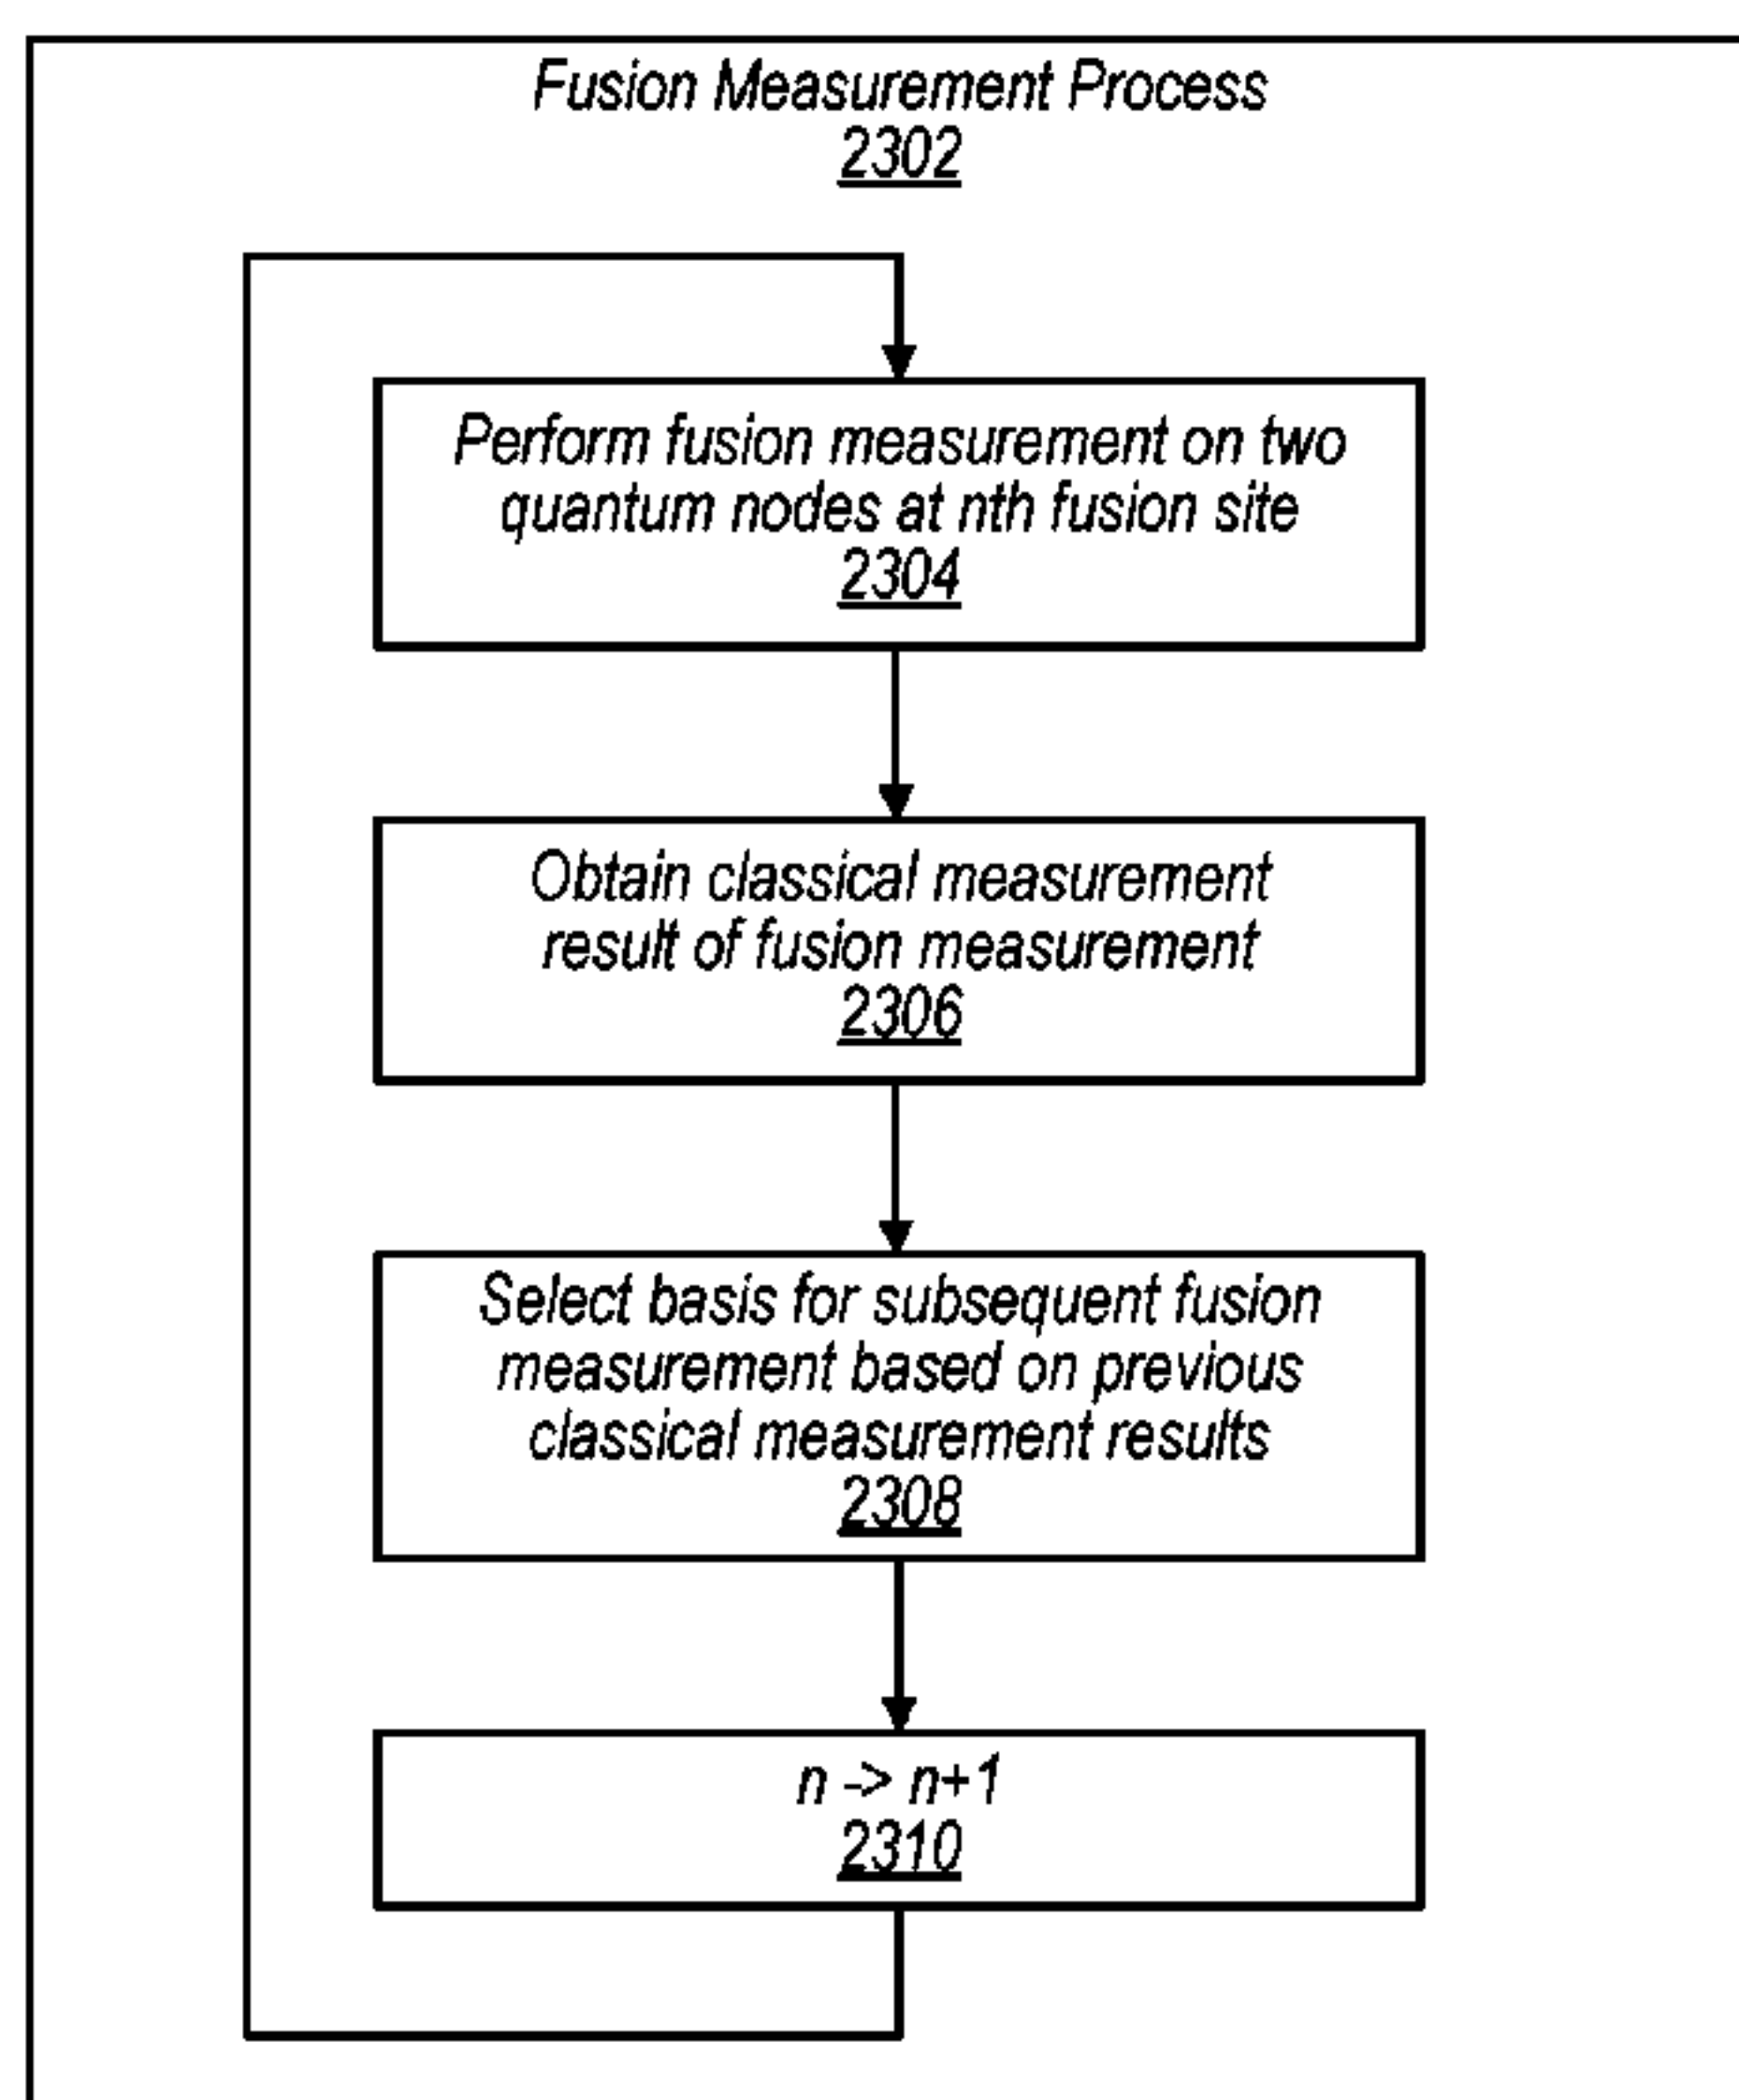 Fusion Measurement Process
2302
Perform fusion measurement on two
quantum nodes at nth fusion site
2304
Obtain classical measurement
result of fusion measurement
2306
Select basis for subsequent fusion
measurement based on previous
classical measurement results
2308
n -> n+1
2310